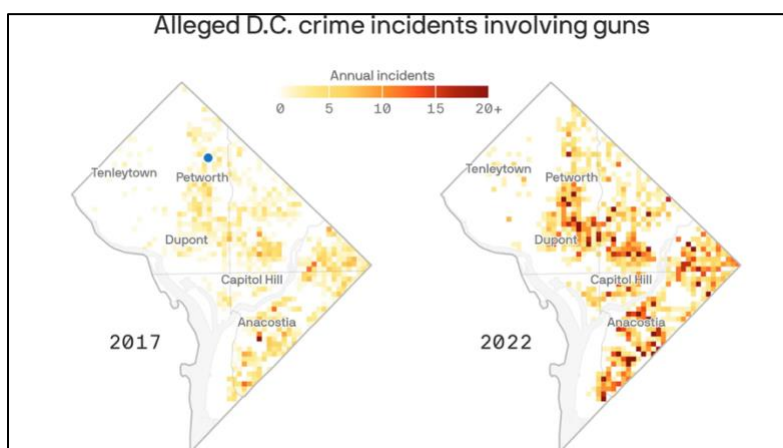 Alleged D.C. crime incidents involving guns
Annual incidents
0 5 10 15 20+
Tenleytown
Petworth
Dupont
Capitol Hill
Anacostia
2017
Tenleytown
Petworth
Dupont
Capitol Hill
Anacostia
2022